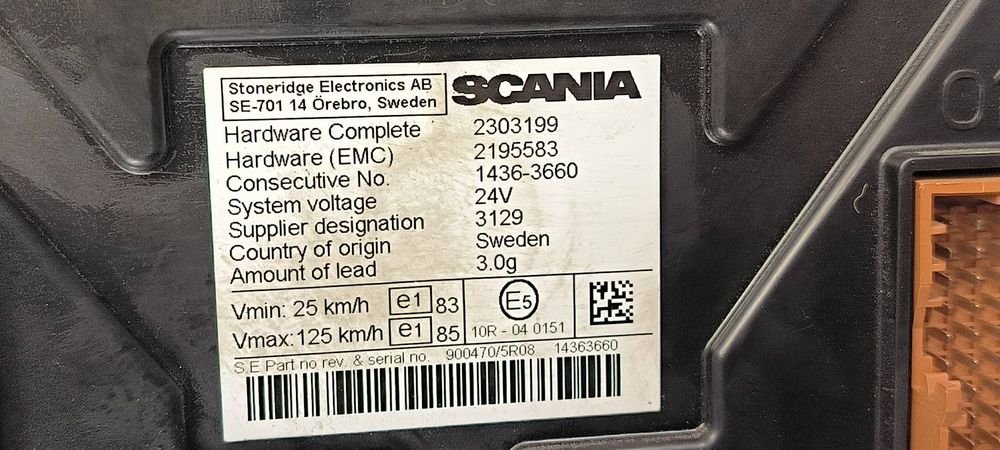 Stoneridge Electronics AB
SE-701 14 Örebro, Sweden
SCANIA
Hardware Complete 2303199
Hardware (EMC) 2195583
Consecutive No. 1436-3660
System voltage 24V
Supplier designation 3129
Country of origin Sweden
Amount of lead 3.0g
Vmin: 25 km/h e1 83
Vmax: 125 km/h e1 85
E5
10R - 04 0151
S.E Part no rev. & serial no. 900470/5R08 14363660